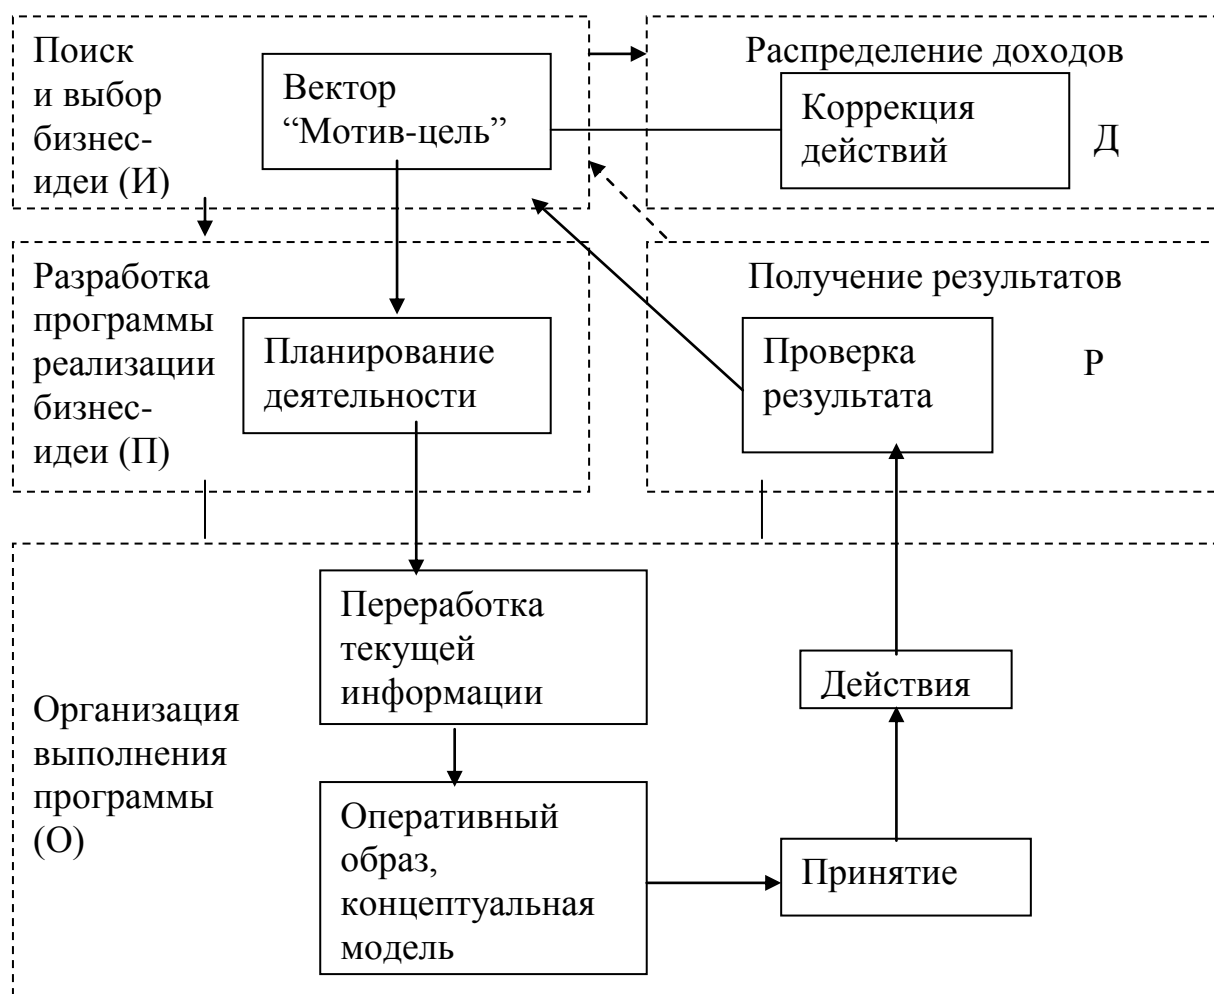 Поиск
и выбор
бизнес-
идеи (И)
Вектор
“Мотив-цель”
Распределение доходов
Коррекция
действий
Д
Разработка
программы
реализации
бизнес-
идеи (П)
Планирование
деятельности
Получение результатов
Проверка
результата
Р
Организация
выполнения
программы
(О)
Переработка
текущей
информации
Оперативный
образ,
концептуальная
модель
Действия
Принятие